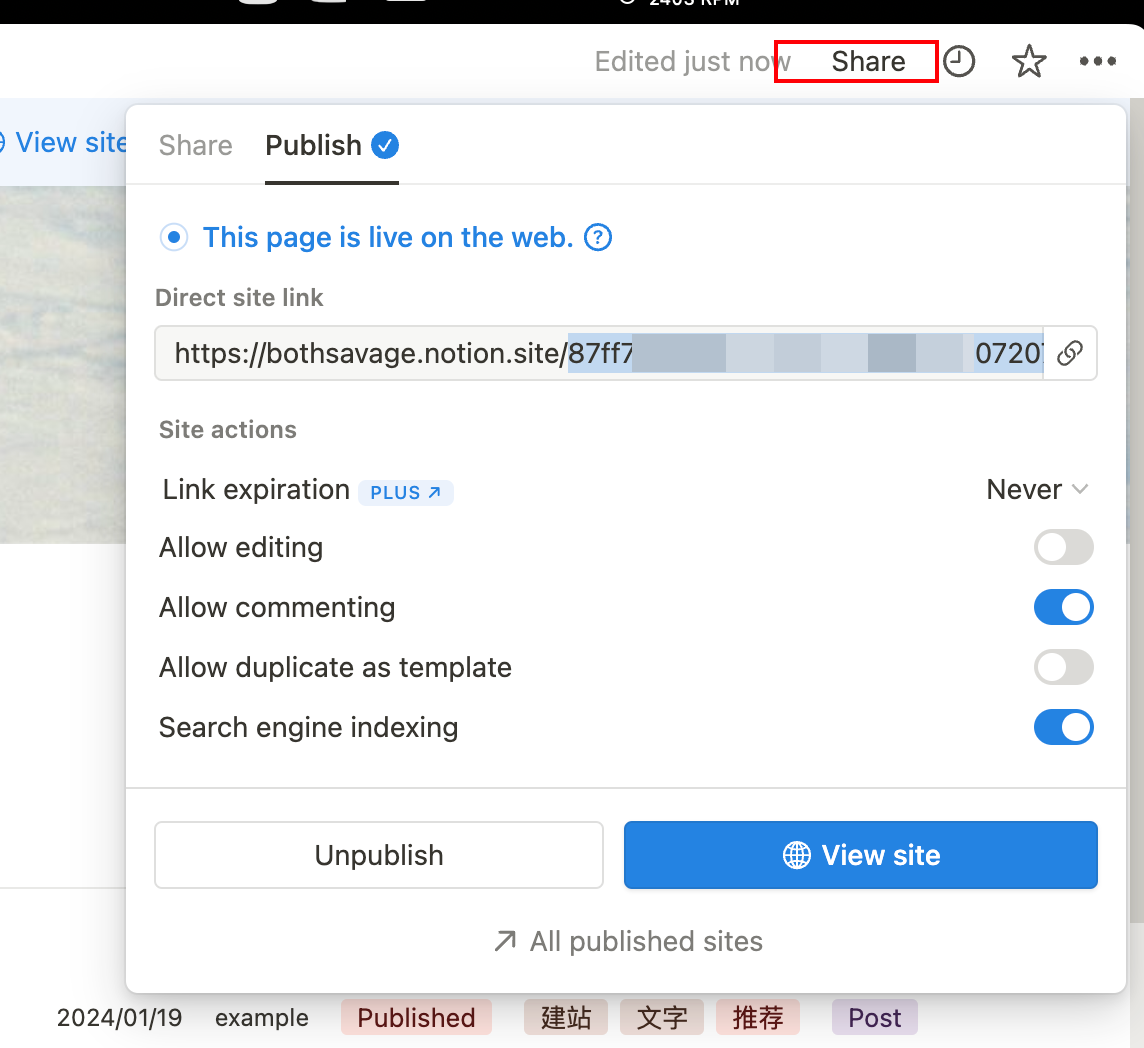 2403 RPM
Edited just now Share
View site
Share Publish
This page is live on the web.
Direct site link
https://bothsavage.notion.site/87ff7 0720
Site actions
Link expiration PLUS Never
Allow editing
Allow commenting
Allow duplicate as template
Search engine indexing
Unpublish View site
All published sites
2024/01/19 example Published 建站 文字 推荐 Post